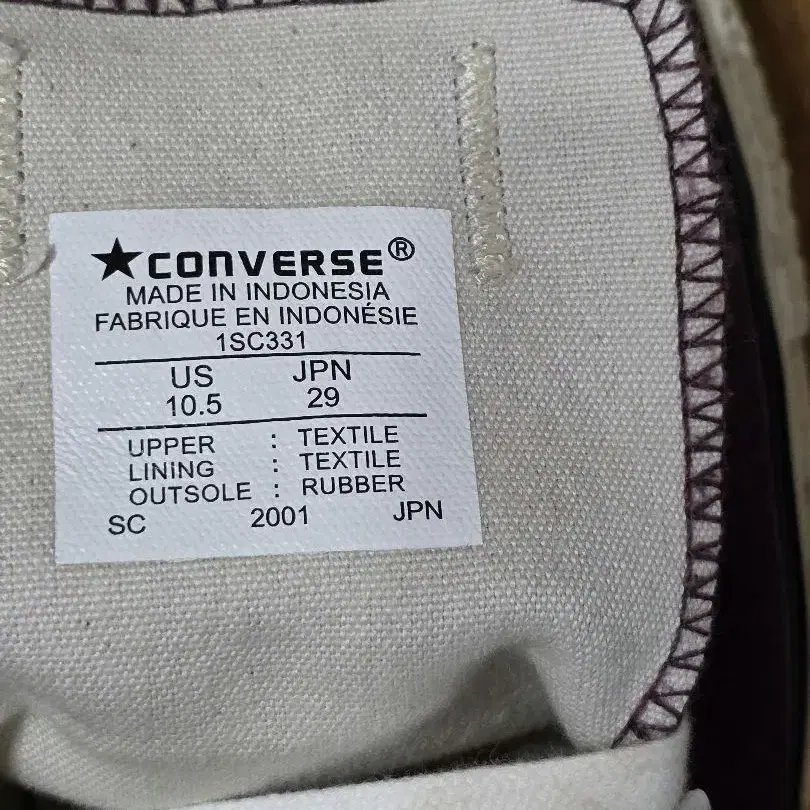 ★CONVERSE®
MADE IN INDONESIA
FABRIQUE EN INDONÉSIE
1SC331
US JPN
10.5 29
UPPER : TEXTILE
LINING : TEXTILE
OUTSOLE : RUBBER
SC 2001 JPN